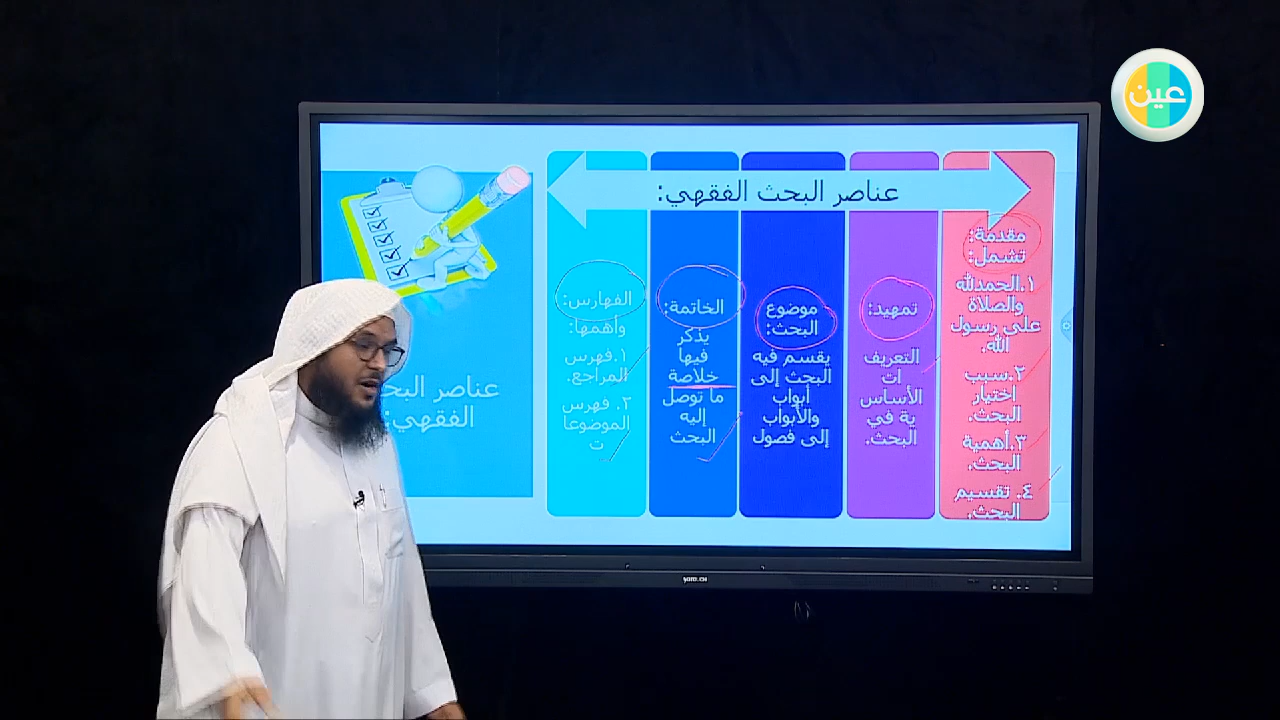 عين
عناصر البحث الفقهي:
مقدمة:
تشمل:
١.الحمدلله
والصلاة
على رسول
الله.
٢.سبب
اختيار
البحث.
٣.أهمية
البحث.
٤. تقسيم
البحث.
تمهيد:
التعريف
ات
الأساس
ية في
البحث.
موضوع
البحث:
يقسم فيه
البحث إلى
أبواب
والأبواب
إلى فصول
الخاتمة:
يذكر
فيها
خلاصة
ما توصل
إليه
البحث
الفهارس:
وأهمها:
١.فهرس
المراجع.
٢. فهرس
الموضوعا
ت
عناصر البح
الفقهي: